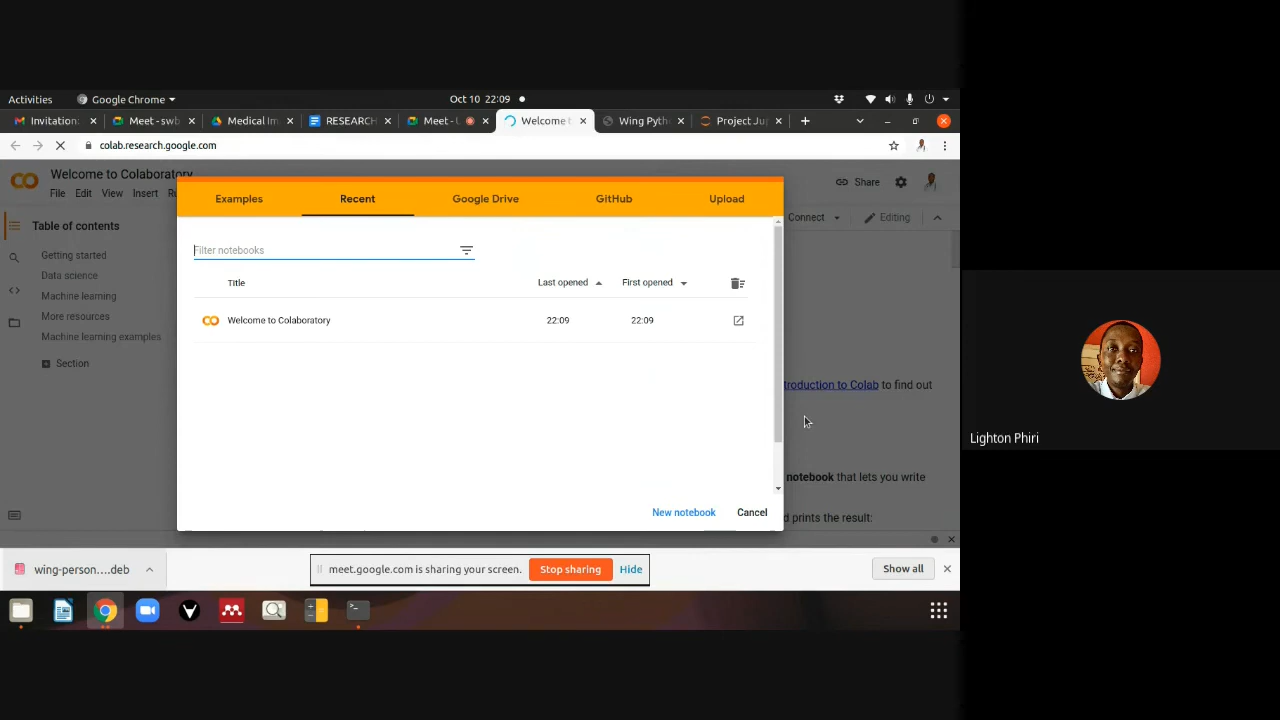 Activities Google Chrome Oct 10 22:09
Invitation: Meet - swb Medical Im RESEARCH Meet - U Welcome t Wing Pyth Project Jup
colab.research.google.com
Welcome to Colaboratory
File Edit View Insert Ru
Share
Examples Recent Google Drive GitHub Upload
Table of contents
Connect Editing
Filter notebooks
Getting started
Data science
Title Last opened First opened
Machine learning
More resources
Welcome to Colaboratory 22:09 22:09
Machine learning examples
Section
troduction to Colab to find out
Lighton Phiri
notebook that lets you write
New notebook Cancel
d prints the result:
wing-person....deb
meet.google.com is sharing your screen. Stop sharing Hide
Show all